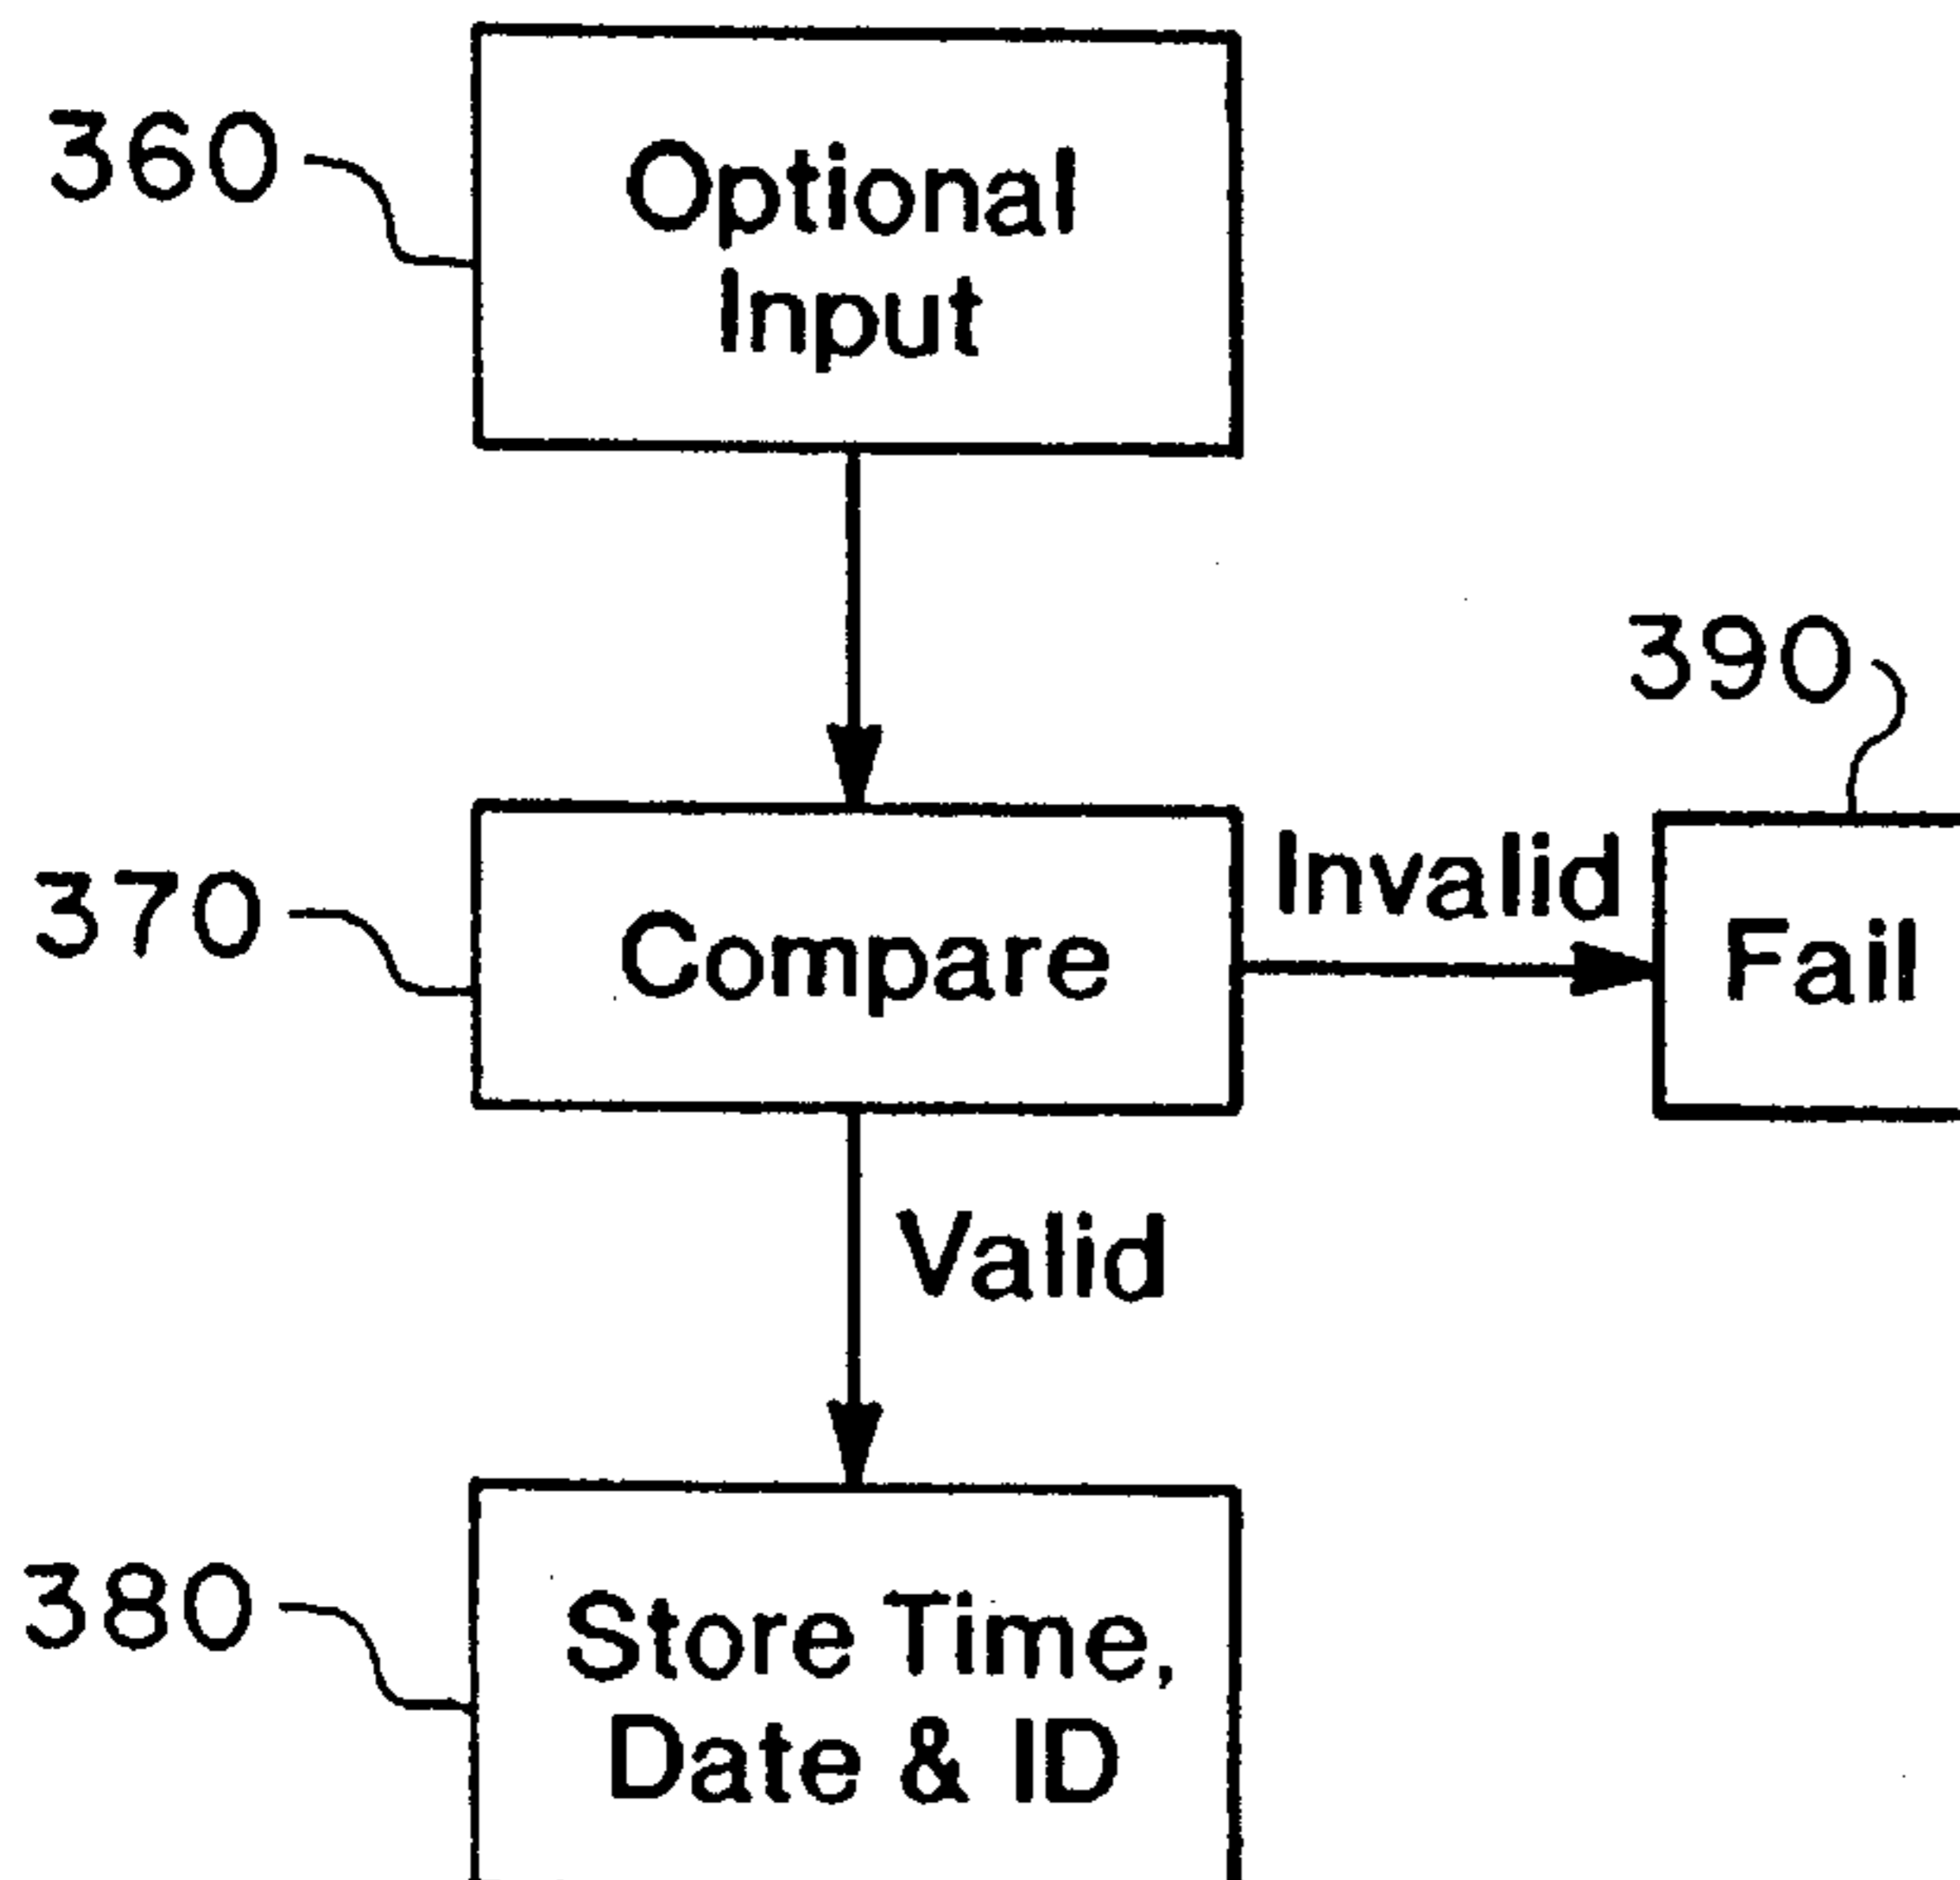 360
Optional
Input
390
370
Compare
Invalid
Fail
Valid
380
Store Time,
Date & ID